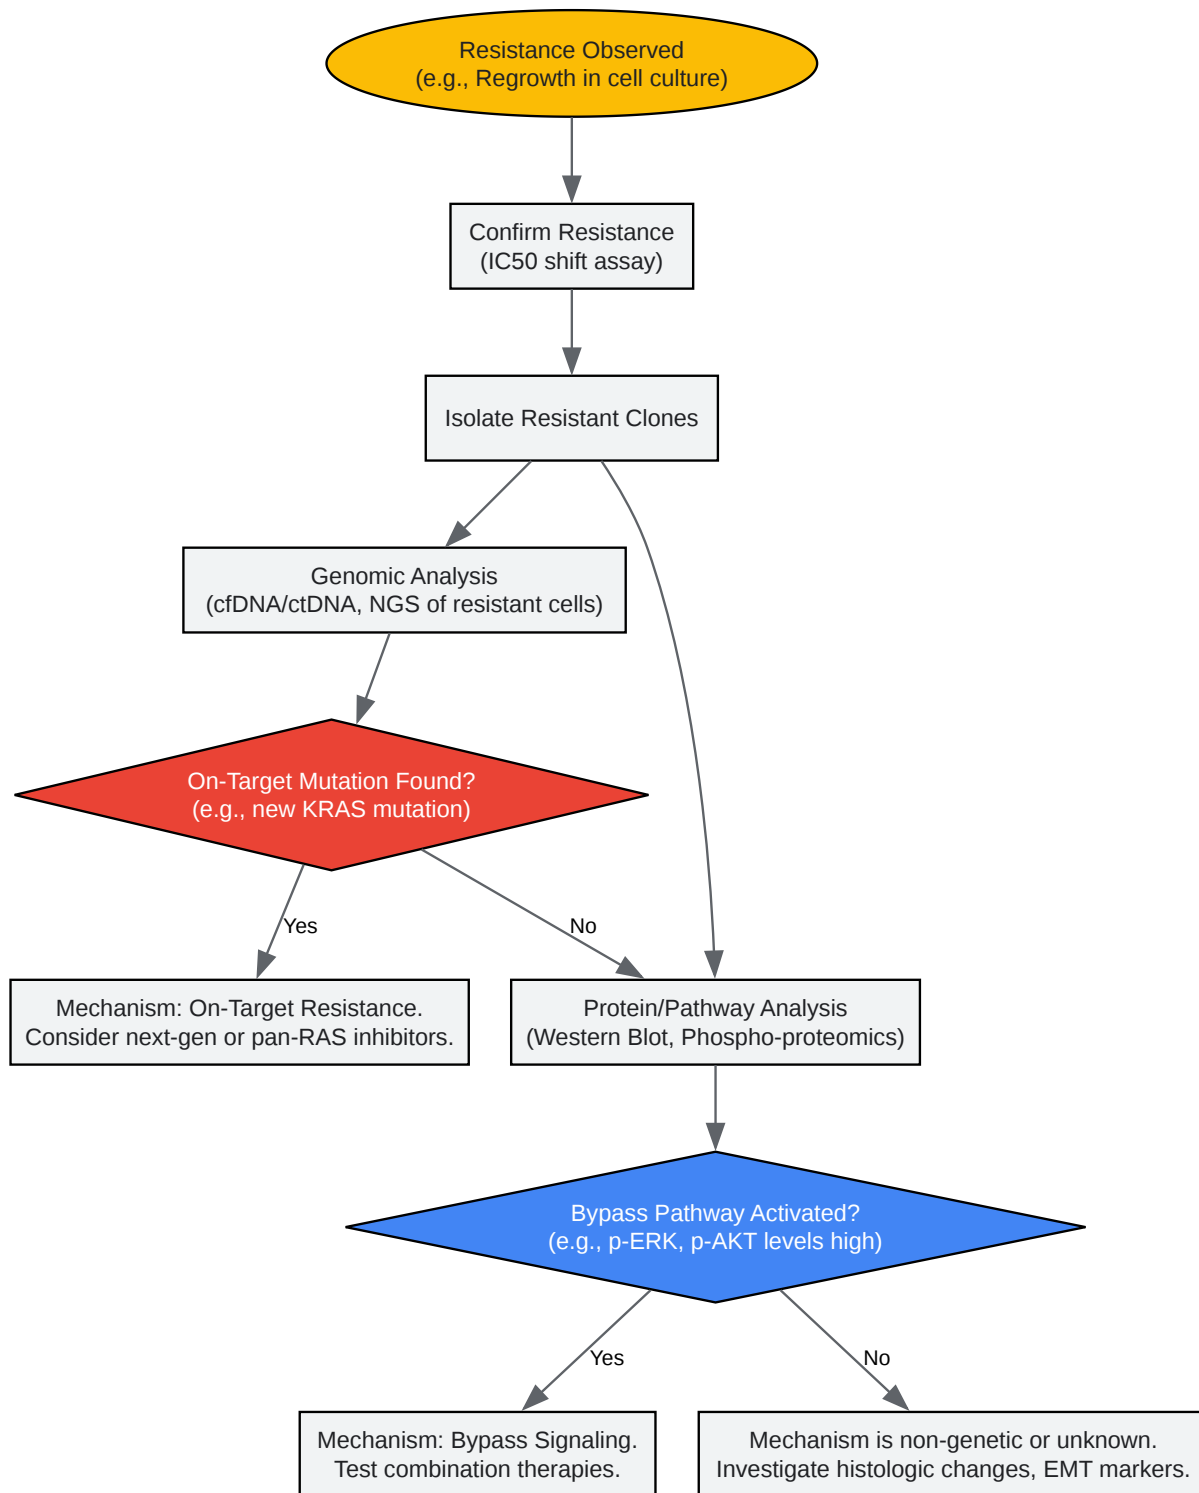 Resistance Observed
(e.g., Regrowth in cell culture)
Confirm Resistance
(IC50 shift assay)
Isolate Resistant Clones
Genomic Analysis
(cfDNA/ctDNA, NGS of resistant cells)
On-Target Mutation Found?
(e.g., new KRAS mutation)
Yes
No
Mechanism: On-Target Resistance.
Consider next-gen or pan-RAS inhibitors.
Protein/Pathway Analysis
(Western Blot, Phospho-proteomics)
Bypass Pathway Activated?
(e.g., p-ERK, p-AKT levels high)
Yes
No
Mechanism: Bypass Signaling.
Test combination therapies.
Mechanism is non-genetic or unknown.
Investigate histologic changes, EMT markers.